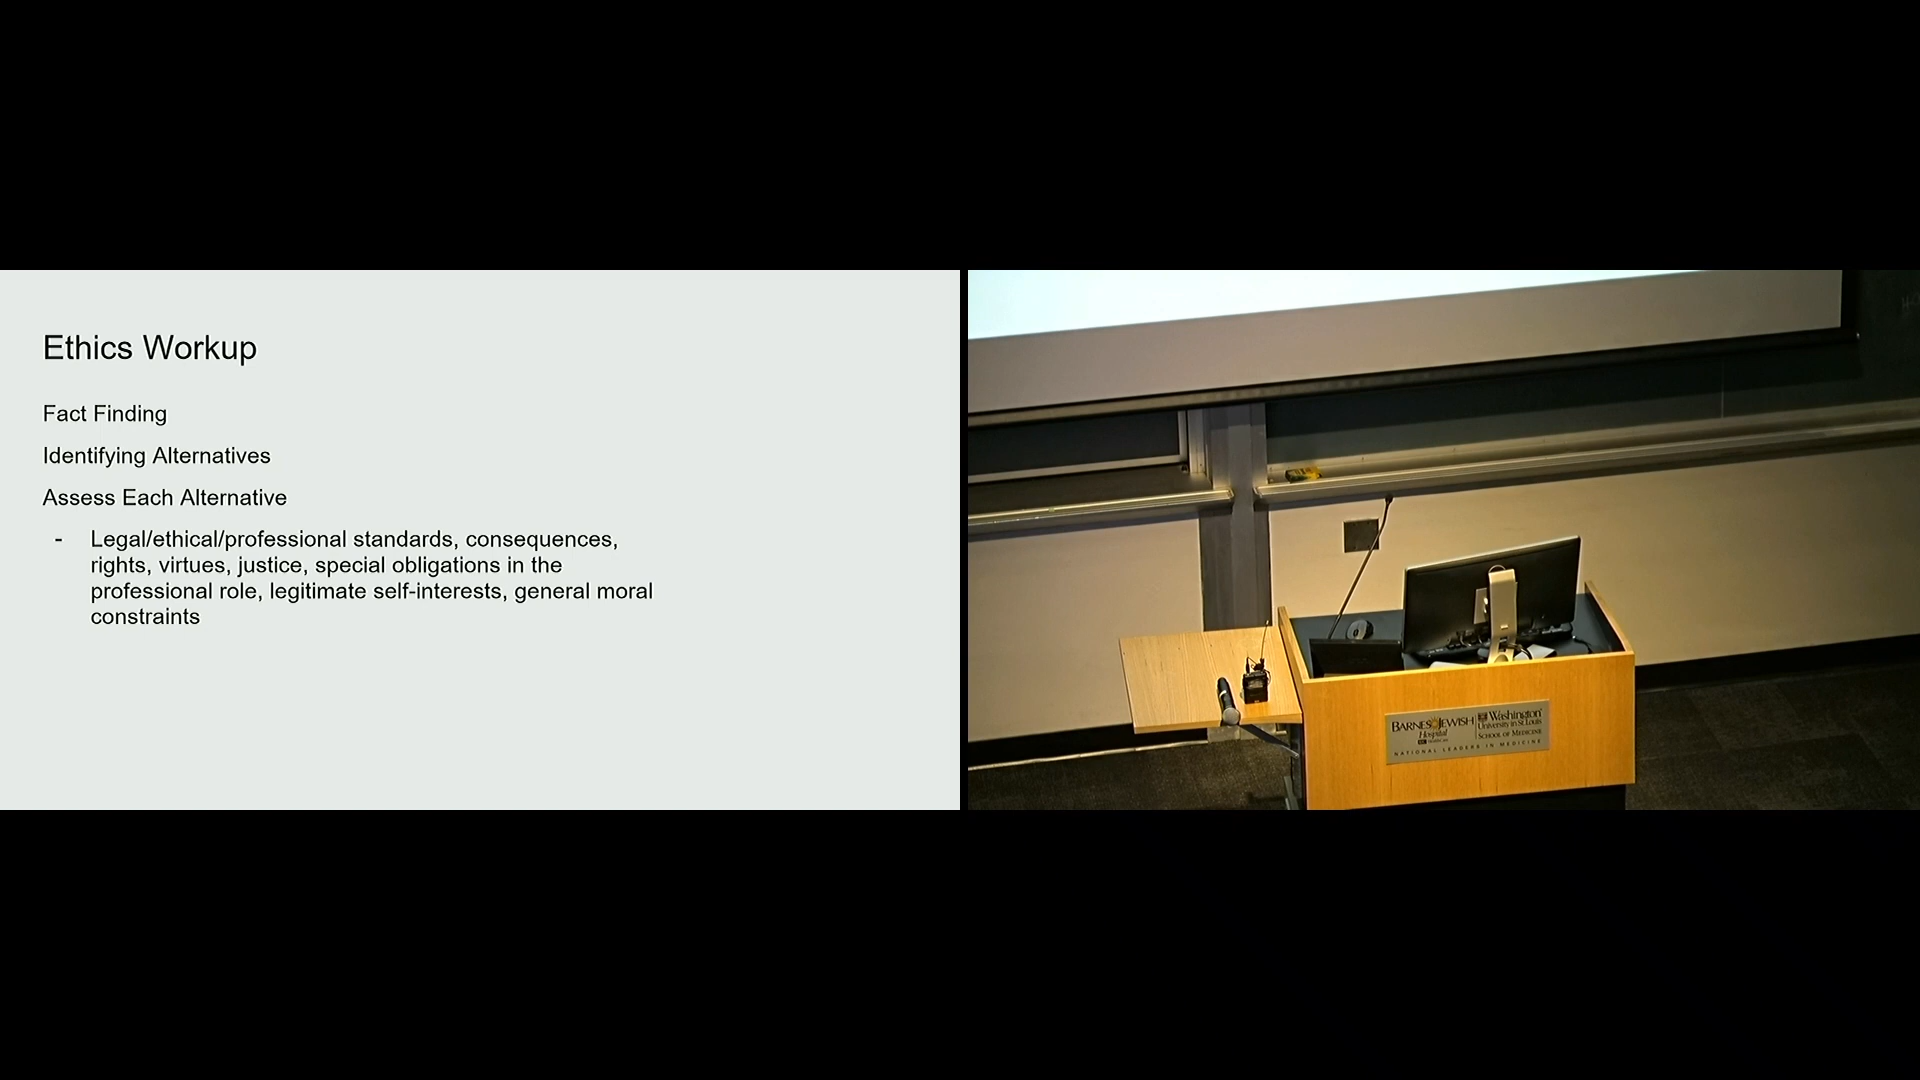 Ethics Workup
Fact Finding
Identifying Alternatives
Assess Each Alternative
- Legal/ethical/professional standards, consequences,
rights, virtues, justice, special obligations in the
professional role, legitimate self-interests, general moral
constraints
BARNES JEWISH
Hospital
Washington
University in St. Louis
SCHOOL OF MEDICINE
NATIONAL LEADERS IN MEDICINE